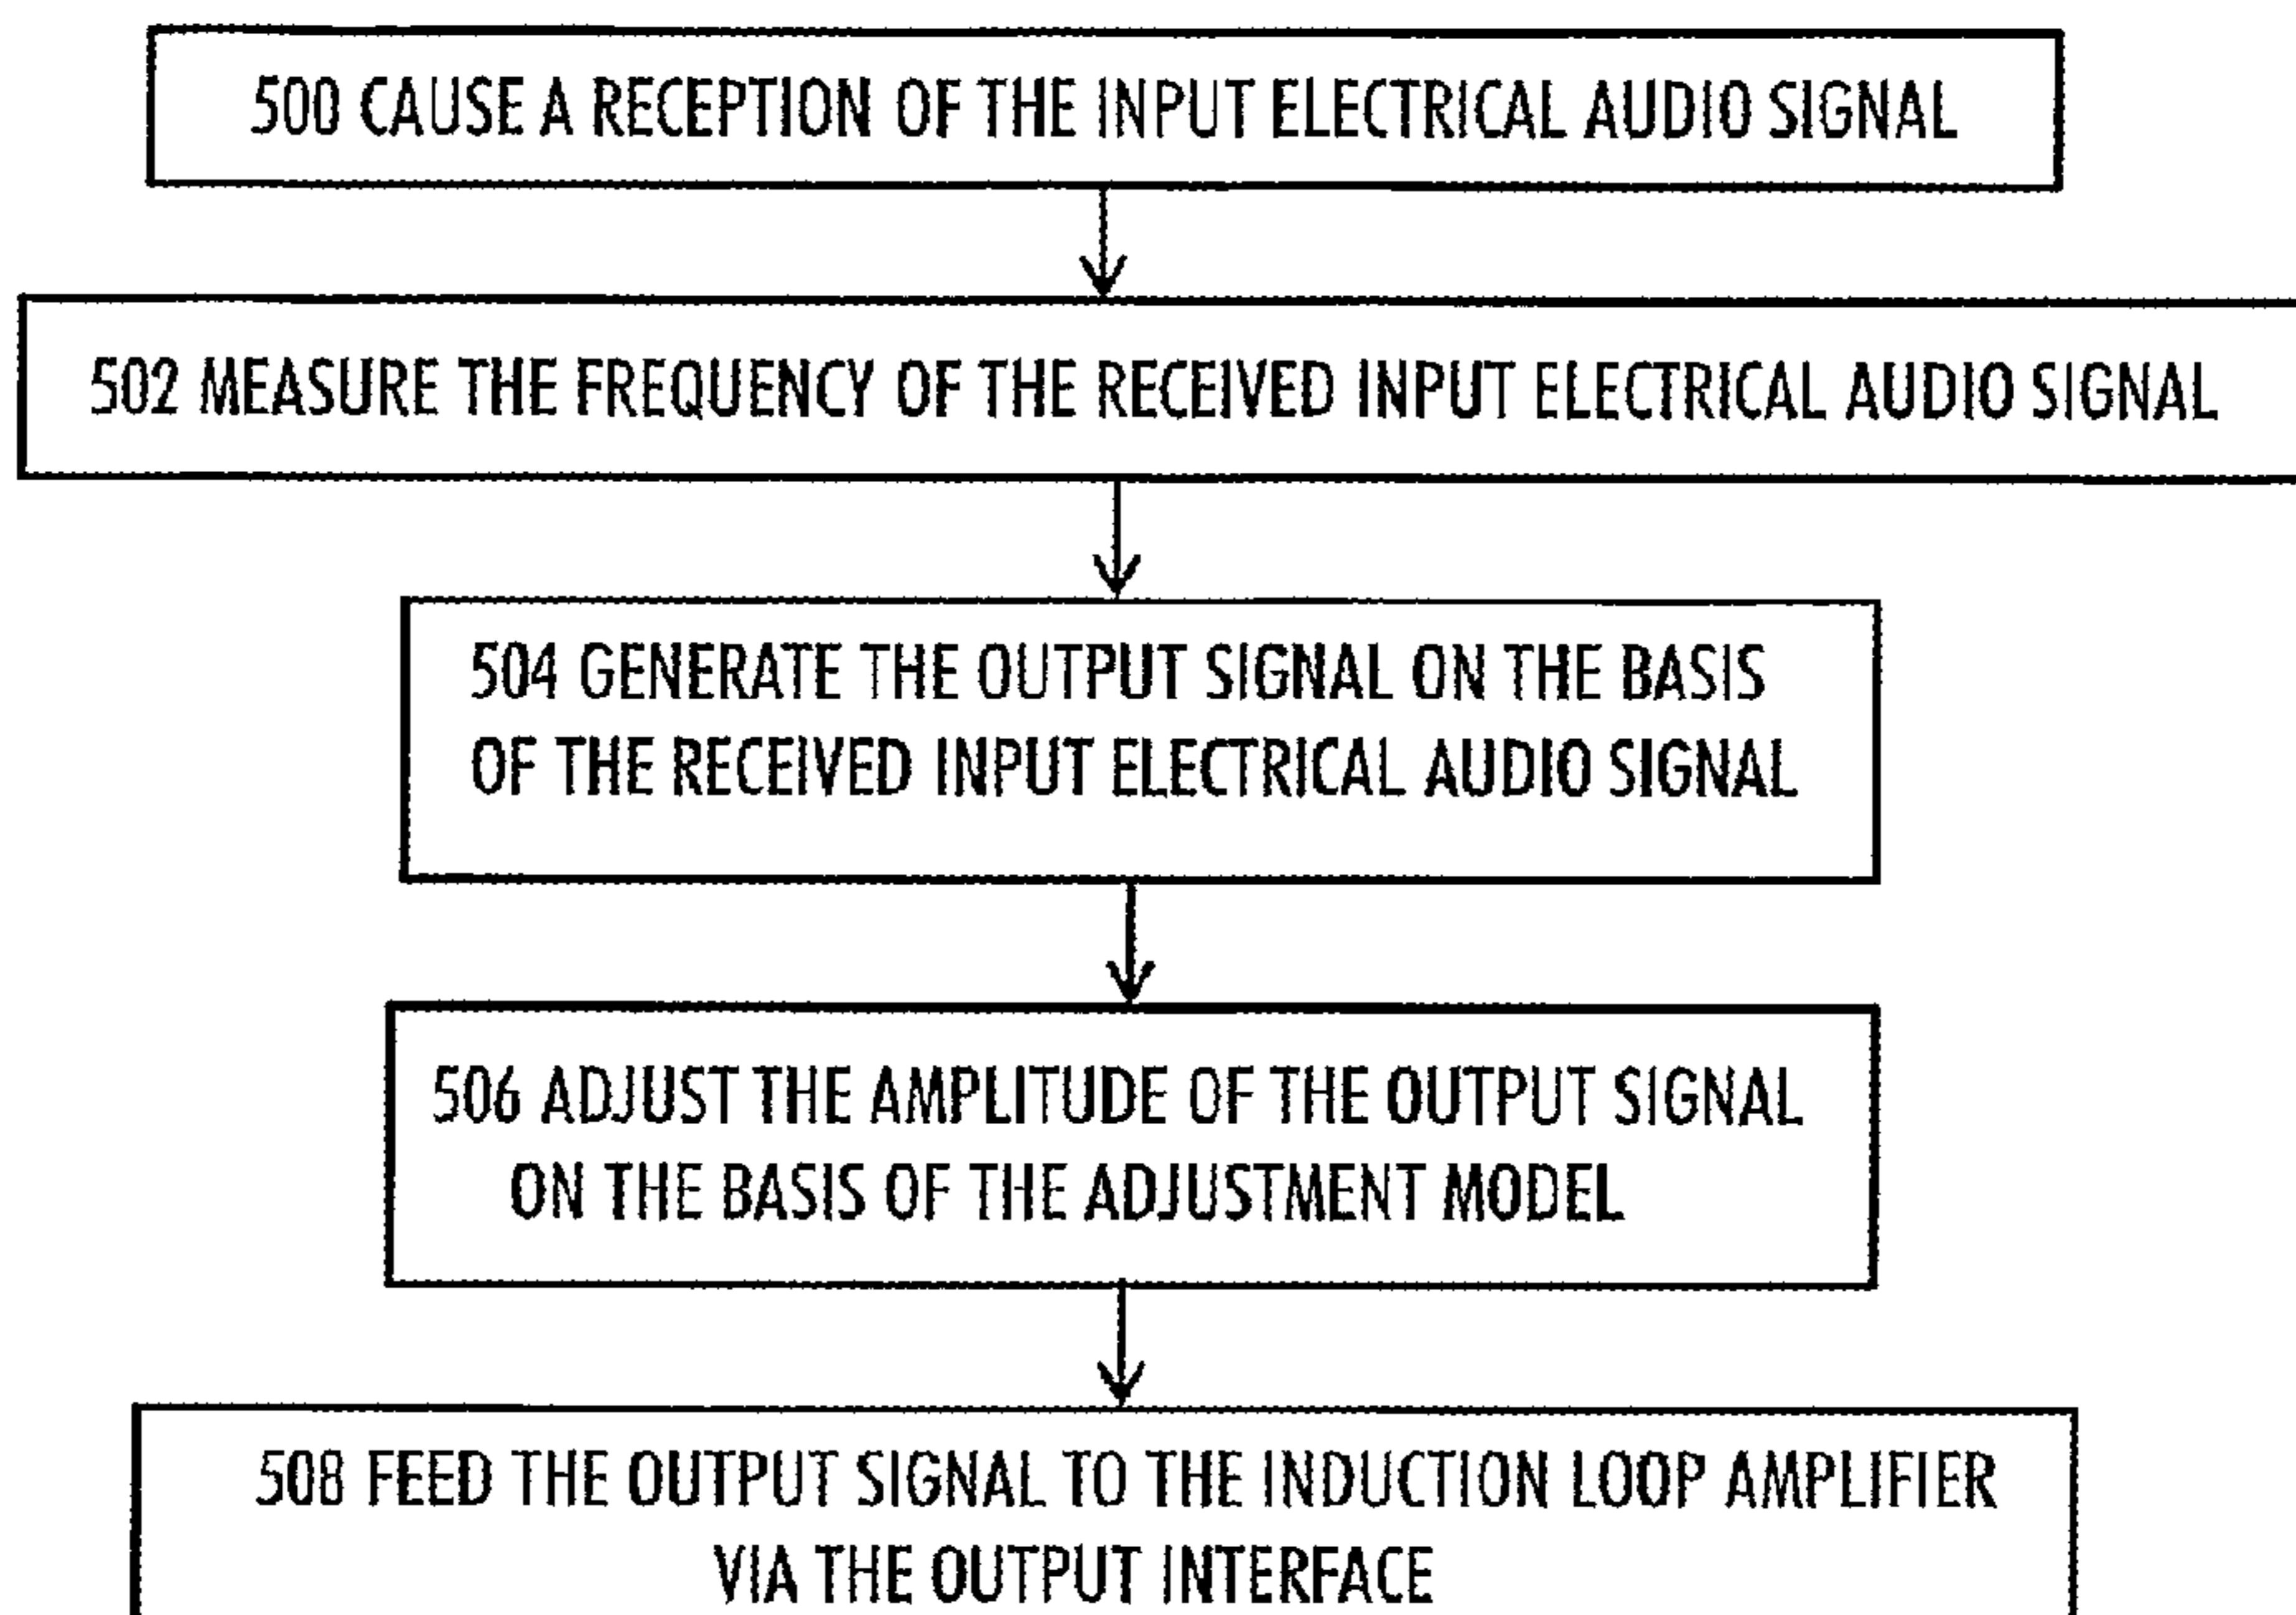 500 CAUSE A RECEPTION OF THE INPUT ELECTRICAL AUDIO SIGNAL
502 MEASURE THE FREQUENCY OF THE RECEIVED INPUT ELECTRICAL AUDIO SIGNAL
504 GENERATE THE OUTPUT SIGNAL ON THE BASIS
OF THE RECEIVED INPUT ELECTRICAL AUDIO SIGNAL
506 ADJUST THE AMPLITUDE OF THE OUTPUT SIGNAL
ON THE BASIS OF THE ADJUSTMENT MODEL
508 FEED THE OUTPUT SIGNAL TO THE INDUCTION LOOP AMPLIFIER
VIA THE OUTPUT INTERFACE